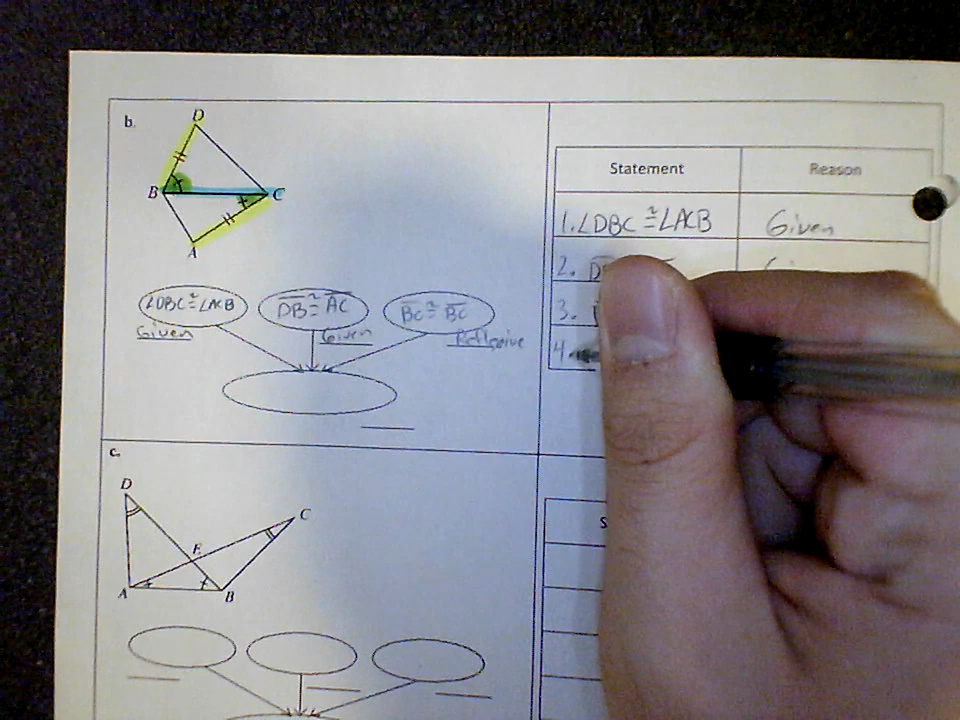 b.
D
B
C
A
∠DBC ≅ ∠ACB
Given
DB ≅ AC
Given
BC ≅ BC
Reflexive
Statement Reason
1. ∠DBC ≅ ∠ACB Given
2.
3.
4
c.
D
C
E
A
B